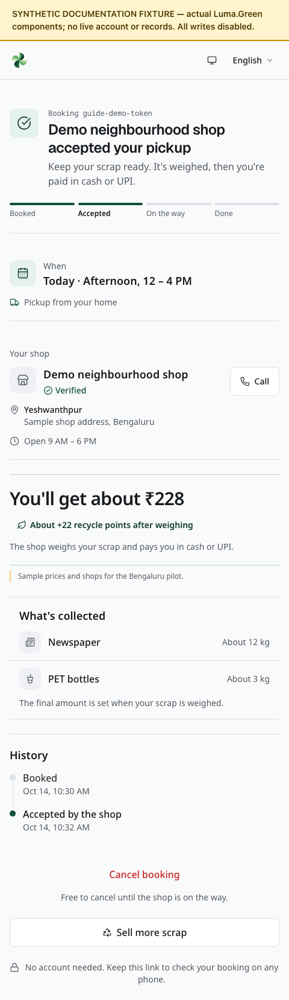 SYNTHETIC DOCUMENTATION FIXTURE — actual Luma.Green
components; no live account or records. All writes disabled.
English
Booking guide-demo-token
Demo neighbourhood shop
accepted your pickup
Keep your scrap ready. It's weighed, then you're
paid in cash or UPI.
Booked
Accepted
On the way
Done
When
Today · Afternoon, 12 – 4 PM
Pickup from your home
Your shop
Demo neighbourhood shop
Verified
Call
Yeshwanthpur
Sample shop address, Bengaluru
Open 9 AM – 6 PM
You'll get about ₹228
About +22 recycle points after weighing
The shop weighs your scrap and pays you in cash or UPI.
Sample prices and shops for the Bengaluru pilot.
What's collected
Newspaper
About 12 kg
PET bottles
About 3 kg
The final amount is set when your scrap is weighed.
History
Booked
Oct 14, 10:30 AM
Accepted by the shop
Oct 14, 10:32 AM
Cancel booking
Free to cancel until the shop is on the way.
Sell more scrap
No account needed. Keep this link to check your booking on any
phone.